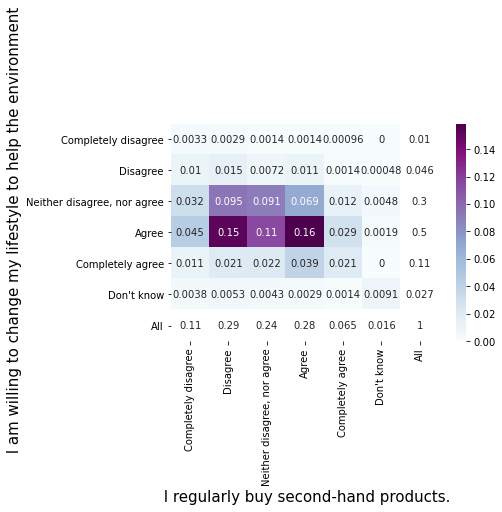 I am willing to change my lifestyle to help the environment
Completely disagree 0.0033 0.0029 0.0014 0.0014 0.00096 0 0.01
Disagree 0.01 0.015 0.0072 0.011 0.0014 0.00048 0.046
Neither disagree, nor agree 0.032 0.095 0.091 0.069 0.012 0.0048 0.3
Agree 0.045 0.15 0.11 0.16 0.029 0.0019 0.5
Completely agree 0.011 0.021 0.022 0.039 0.021 0 0.11
Don't know 0.0038 0.0053 0.0043 0.0029 0.0014 0.0091 0.027
All 0.11 0.29 0.24 0.28 0.065 0.016 1
Completely disagree
Disagree
Neither disagree, nor agree
Agree
Completely agree
Don't know
All
I regularly buy second-hand products.
0.14
0.12
0.10
0.08
0.06
0.04
0.02
0.00